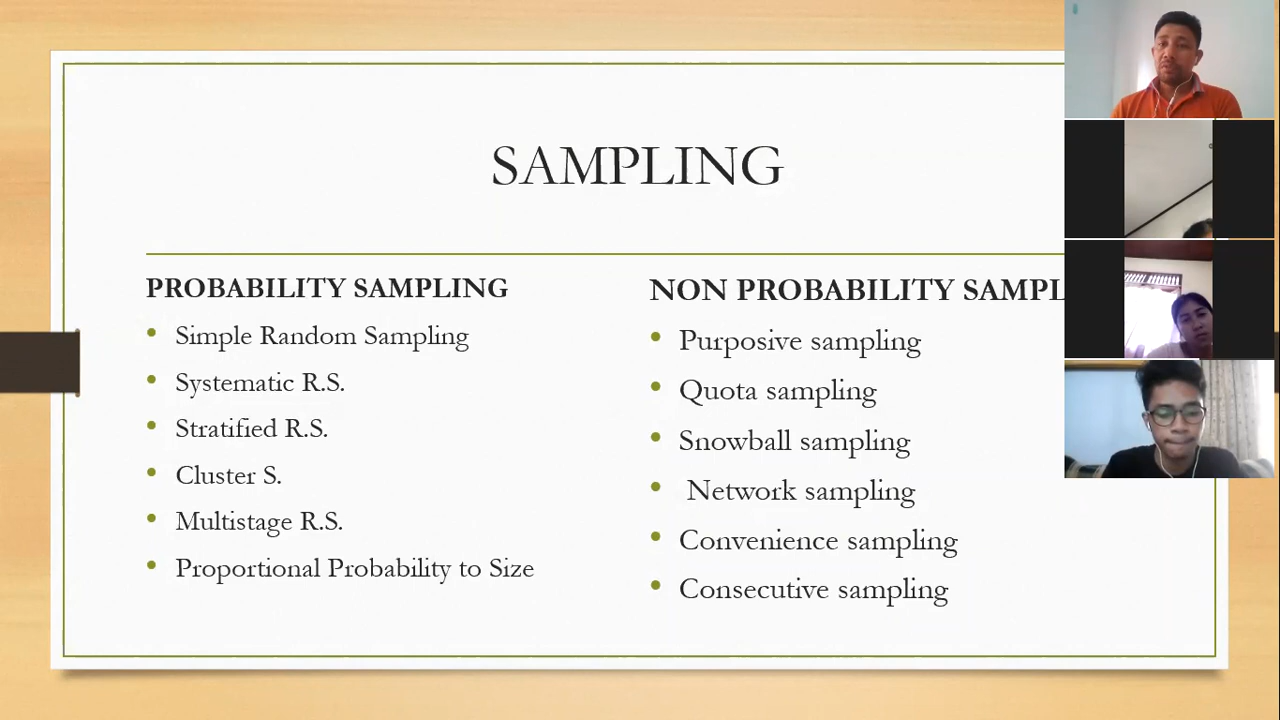 SAMPLING
PROBABILITY SAMPLING
• Simple Random Sampling
• Systematic R.S.
• Stratified R.S.
• Cluster S.
• Multistage R.S.
• Proportional Probability to Size
NON PROBABILITY SAMPL
• Purposive sampling
• Quota sampling
• Snowball sampling
• Network sampling
• Convenience sampling
• Consecutive sampling